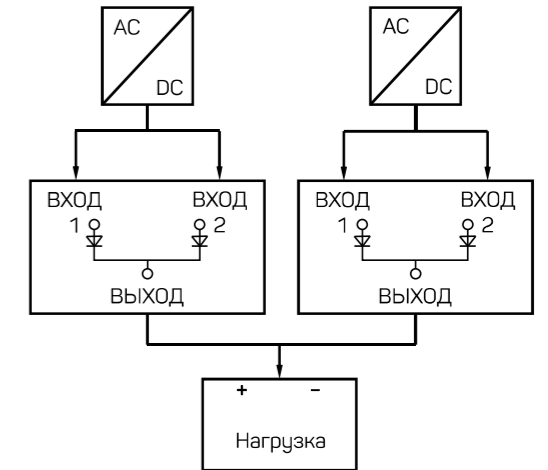 AC AC
DC DC
ВХОД ВХОД ВХОД ВХОД
1 2 1 2
ВЫХОД ВЫХОД
+ −
Нагрузка